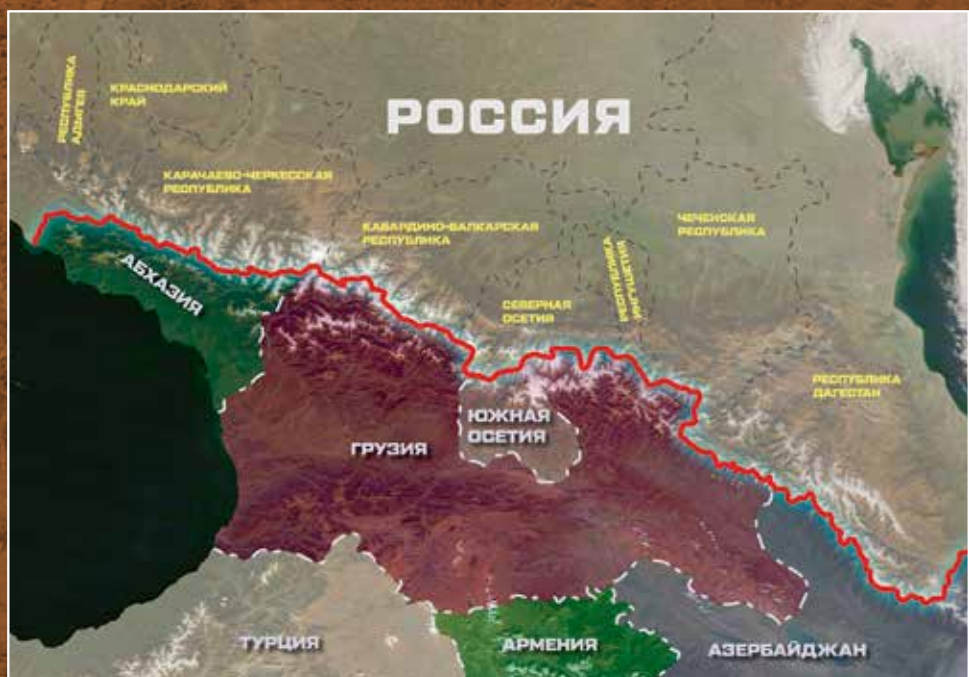 РЕСПУБЛИКА
АДЫГЕЯ
КРАСНОДАРСКИЙ
КРАЙ
РОССИЯ
КАРАЧАЕВО-ЧЕРКЕССКАЯ
РЕСПУБЛИКА
КАБАРДИНО-БАЛКАРСКАЯ
РЕСПУБЛИКА
ЧЕЧЕНСКАЯ
РЕСПУБЛИКА
РЕСПУБЛИКА
ИНГУШЕТИЯ
АБХАЗИЯ
СЕВЕРНАЯ
ОСЕТИЯ
РЕСПУБЛИКА
ДАГЕСТАН
ЮЖНАЯ
ОСЕТИЯ
ГРУЗИЯ
ТУРЦИЯ
АРМЕНИЯ
АЗЕРБАЙДЖАН